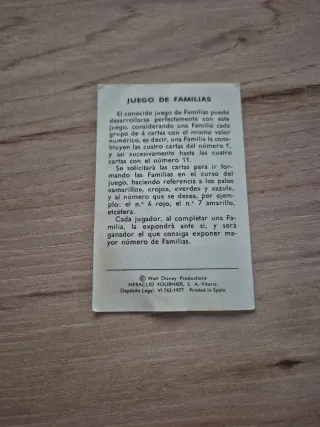 JUEGO DE FAMILIAS
El conocido juego de Familias puede
desarrollarse perfectamente con este
juego, considerando una Familia cada
grupo de 4 cartas con el mismo valor
numérico, es decir, una Familia la cons-
tituyen las cuatro cartas del número 1,
y así sucesivamente hasta las cuatro
cartas con el número 11.
Se solicitará las cartas para ir for-
mando las Familias en el curso del
juego, haciendo referencia a los palos
«amarillo», «rojo», «verde» y «azul»,
y al número que se desea, por ejem-
plo: el n.º 4 rojo, el n.º 7 amarillo,
etcétera.
Cada jugador, al completar una Fa-
milia, la expondrá ante sí, y será
ganador el que consiga exponer ma-
yor número de Familias.
© Walt Disney Productions
HERACLIO FOURNIER, S. A.-Vitoria
Depósito Legal: VI. 762-1977 Printed in Spain